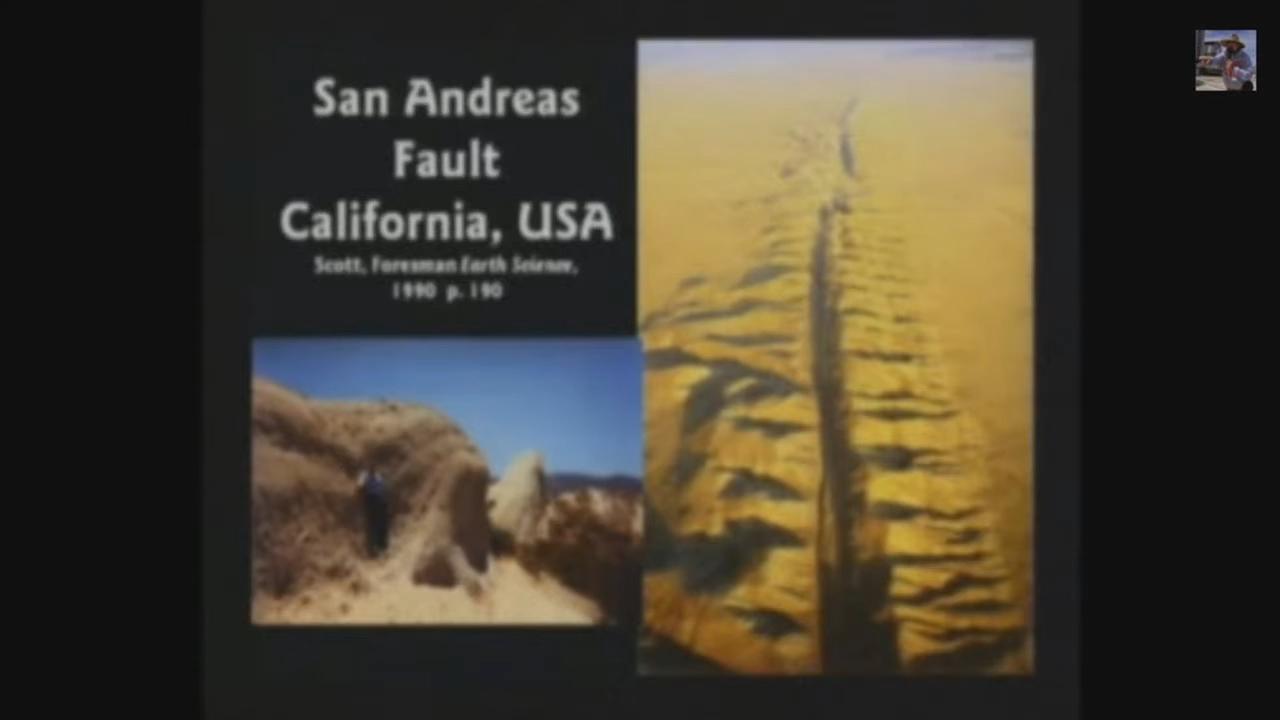 San Andreas
Fault
California, USA
Scott, Foresman Earth Science,
1990 p. 190